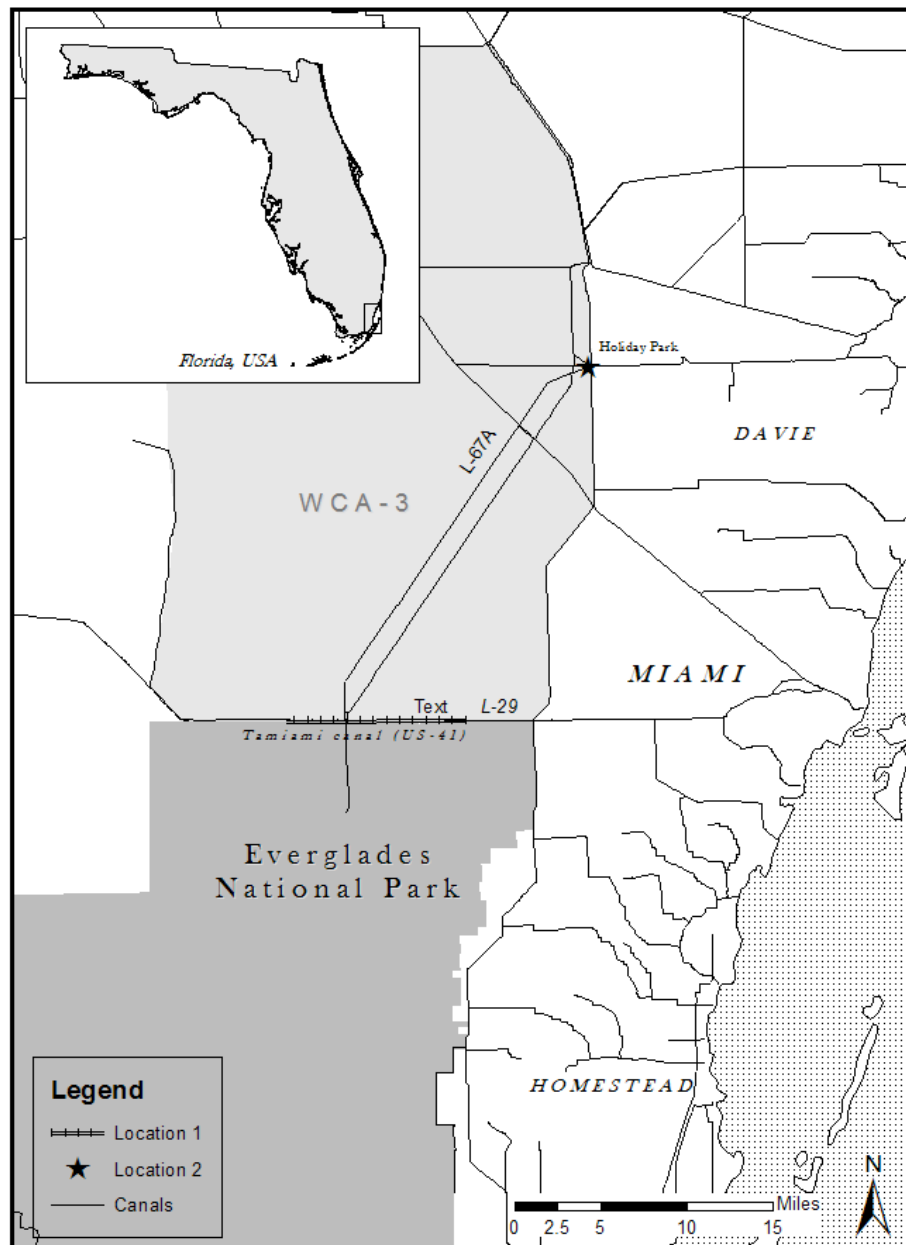 Florida, USA
Holiday Park
DAVIE
L-67A
WCA-3
MIAMI
Text
L-29
Tamiami canal (US-41)
Everglades
National Park
HOMESTEAD
Legend
Location 1
Location 2
Canals
N
Miles
0 2.5 5 10 15